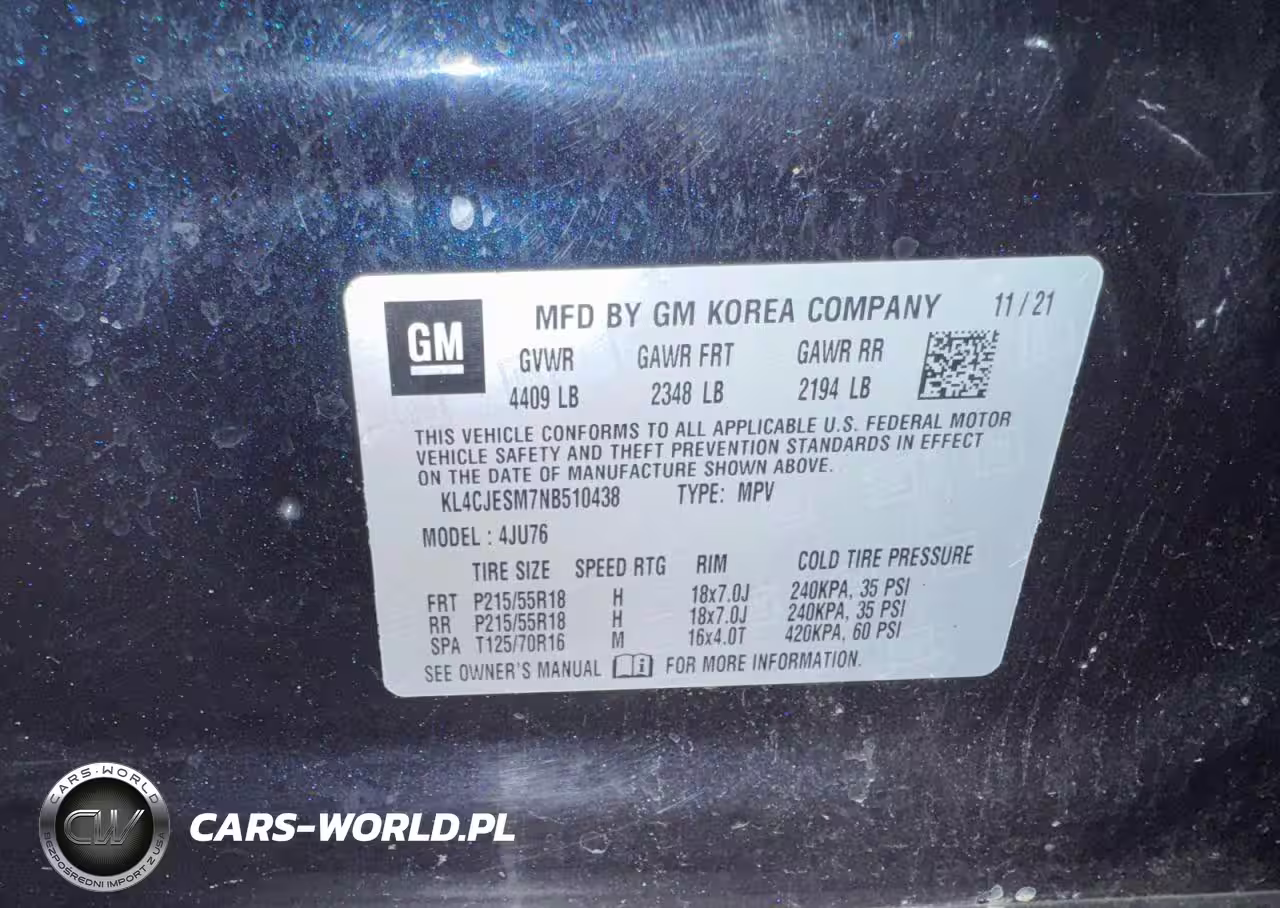 GM
MFD BY GM KOREA COMPANY 11/21
GVWR GAWR FRT GAWR RR
4409 LB 2348 LB 2194 LB
THIS VEHICLE CONFORMS TO ALL APPLICABLE U.S. FEDERAL MOTOR
VEHICLE SAFETY AND THEFT PREVENTION STANDARDS IN EFFECT
ON THE DATE OF MANUFACTURE SHOWN ABOVE.
KL4CJESM7NB510438 TYPE: MPV
MODEL : 4JU76
TIRE SIZE SPEED RTG RIM COLD TIRE PRESSURE
FRT P215/55R18 H 18x7.0J 240KPA, 35 PSI
RR P215/55R18 H 18x7.0J 240KPA, 35 PSI
SPA T125/70R16 M 16x4.0T 420KPA, 60 PSI
SEE OWNER'S MANUAL FOR MORE INFORMATION.
CARS-WORLD
CW
BEZPOŚREDNI IMPORT Z USA
CARS-WORLD.PL